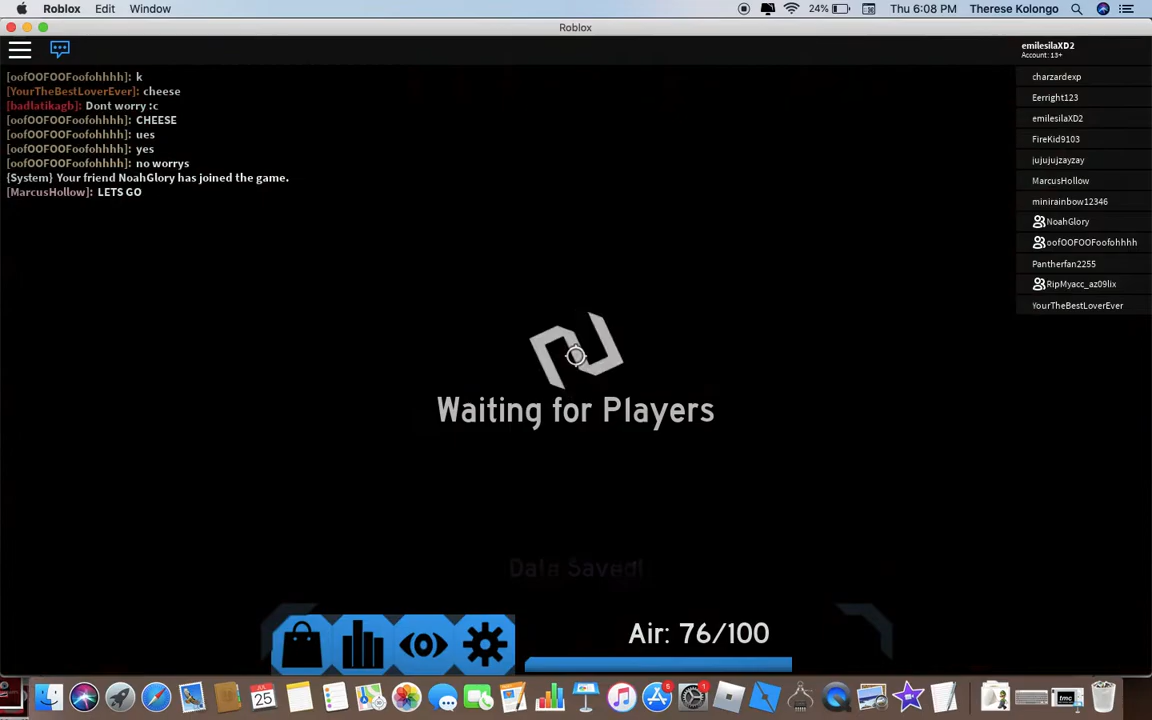 Roblox Edit Window 24% Thu 6:08 PM Therese Kolongo
Roblox
emilesilaXD2
Account: 13+
[oofOOFOOFoofohhhh]: k
[YourTheBestLoverEver]: cheese
[badlatikagb]: Dont worry :c
[oofOOFOOFoofohhhh]: CHEESE
[oofOOFOOFoofohhhh]: ues
[oofOOFOOFoofohhhh]: yes
[oofOOFOOFoofohhhh]: no worrys
{System} Your friend NoahGlory has joined the game.
[MarcusHollow]: LETS GO
charzardexp
Eerright123
emilesilaXD2
FireKid9103
jujujujzayzay
MarcusHollow
minirainbow12346
NoahGlory
oofOOFOOFoofohhhh
Pantherfan2255
RipMyacc_az09lix
YourTheBestLoverEver
Waiting for Players
Data Saved!
Air: 76/100
25
6
1